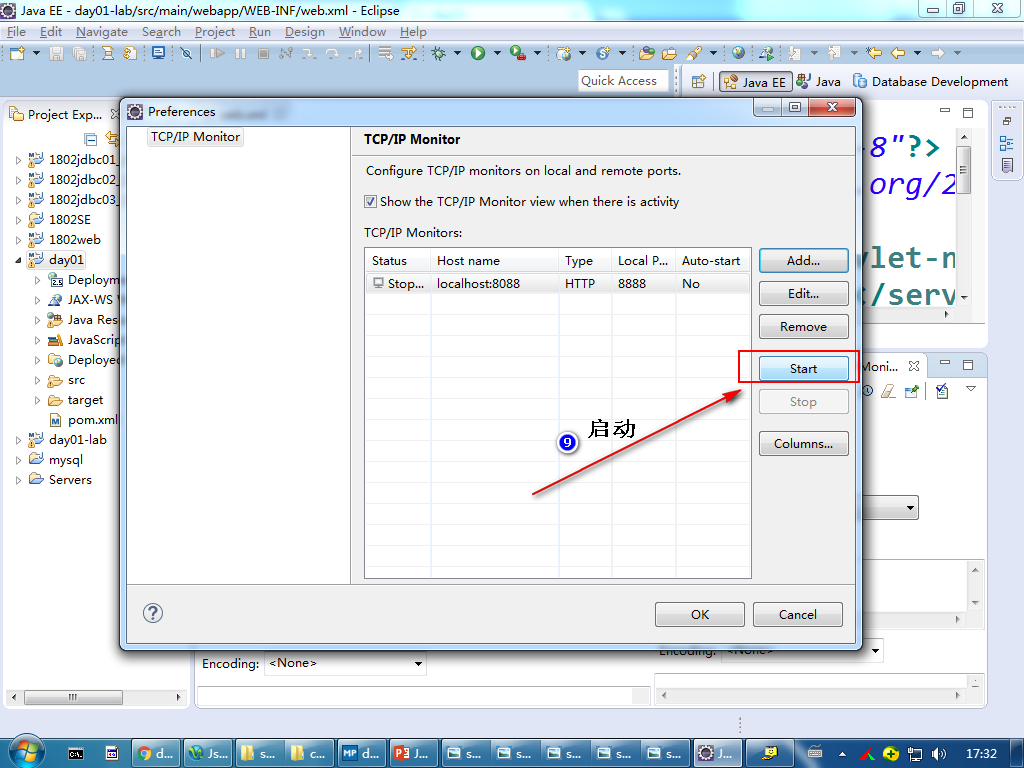 Java EE - day01-lab/src/main/webapp/WEB-INF/web.xml - Eclipse
File Edit Navigate Search Project Run Design Window Help
Quick Access
Java EE
Java
Database Development
Project Exp...
1802jdbc01_
1802jdbc02_
1802jdbc03_
1802SE
1802web
day01
Deploym
JAX-WS
Java Res
JavaScrip
Deployed
src
target
pom.xml
day01-lab
mysql
Servers
Preferences
TCP/IP Monitor
TCP/IP Monitor
Configure TCP/IP monitors on local and remote ports.
Show the TCP/IP Monitor view when there is activity
TCP/IP Monitors:
Status Host name Type Local P... Auto-start
Stop... localhost:8088 HTTP 8888 No
Add...
Edit...
Remove
Start
Stop
Columns...
9 启动
OK
Cancel
-8"?>
org/2
vlet-n
:/serv
Moni...
Encoding: <None>
Encoding: <None>
d...
Js...
s...
c...
MP d...
J...
s...
s...
s...
s...
s...
J...
17:32